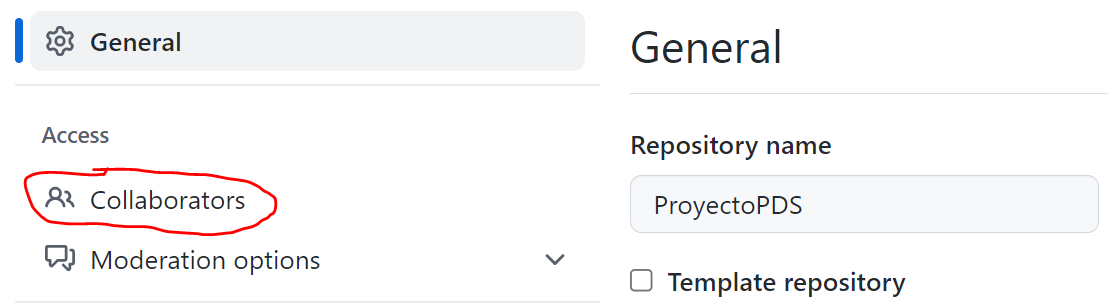 General
Access
Collaborators
Moderation options
General
Repository name
ProyectoPDS
Template repository